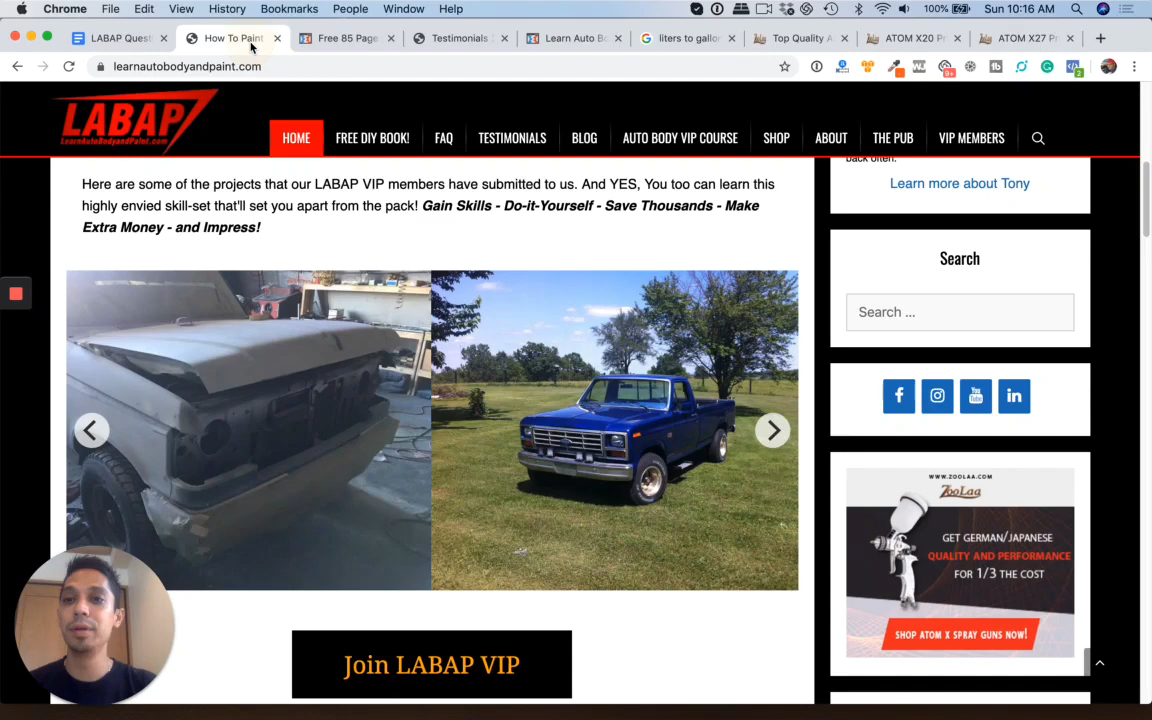 Chrome File Edit View History Bookmarks People Window Help 100% Sun 10:16 AM
LABAP Quest How To Paint Free 85 Page Testimonials Learn Auto Bo liters to gallor Top Quality A ATOM X20 Pr ATOM X27 Pr
learnautobodyandpaint.com
LABAP
LearnAutoBodyandPaint.com
HOME FREE DIY BOOK! FAQ TESTIMONIALS BLOG AUTO BODY VIP COURSE SHOP ABOUT THE PUB VIP MEMBERS
Here are some of the projects that our LABAP VIP members have submitted to us. And YES, You too can learn this
highly envied skill-set that'll set you apart from the pack! Gain Skills - Do-it-Yourself - Save Thousands - Make
Extra Money - and Impress!
Join LABAP VIP
back often.
Learn more about Tony
Search
Search ...
WWW.ZOOLAA.COM
ZooLaa
GET GERMAN/JAPANESE
QUALITY AND PERFORMANCE
FOR 1/3 THE COST
SHOP ATOM X SPRAY GUNS NOW!